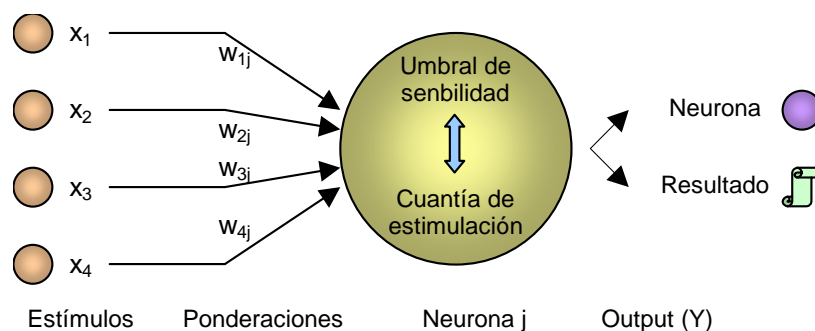 x1
w1j
x2
w2j
x3
w3j
x4
w4j
Umbral de
senbilidad
Cuantía de
estimulación
Neurona
Resultado
Estímulos Ponderaciones Neurona j Output (Y)